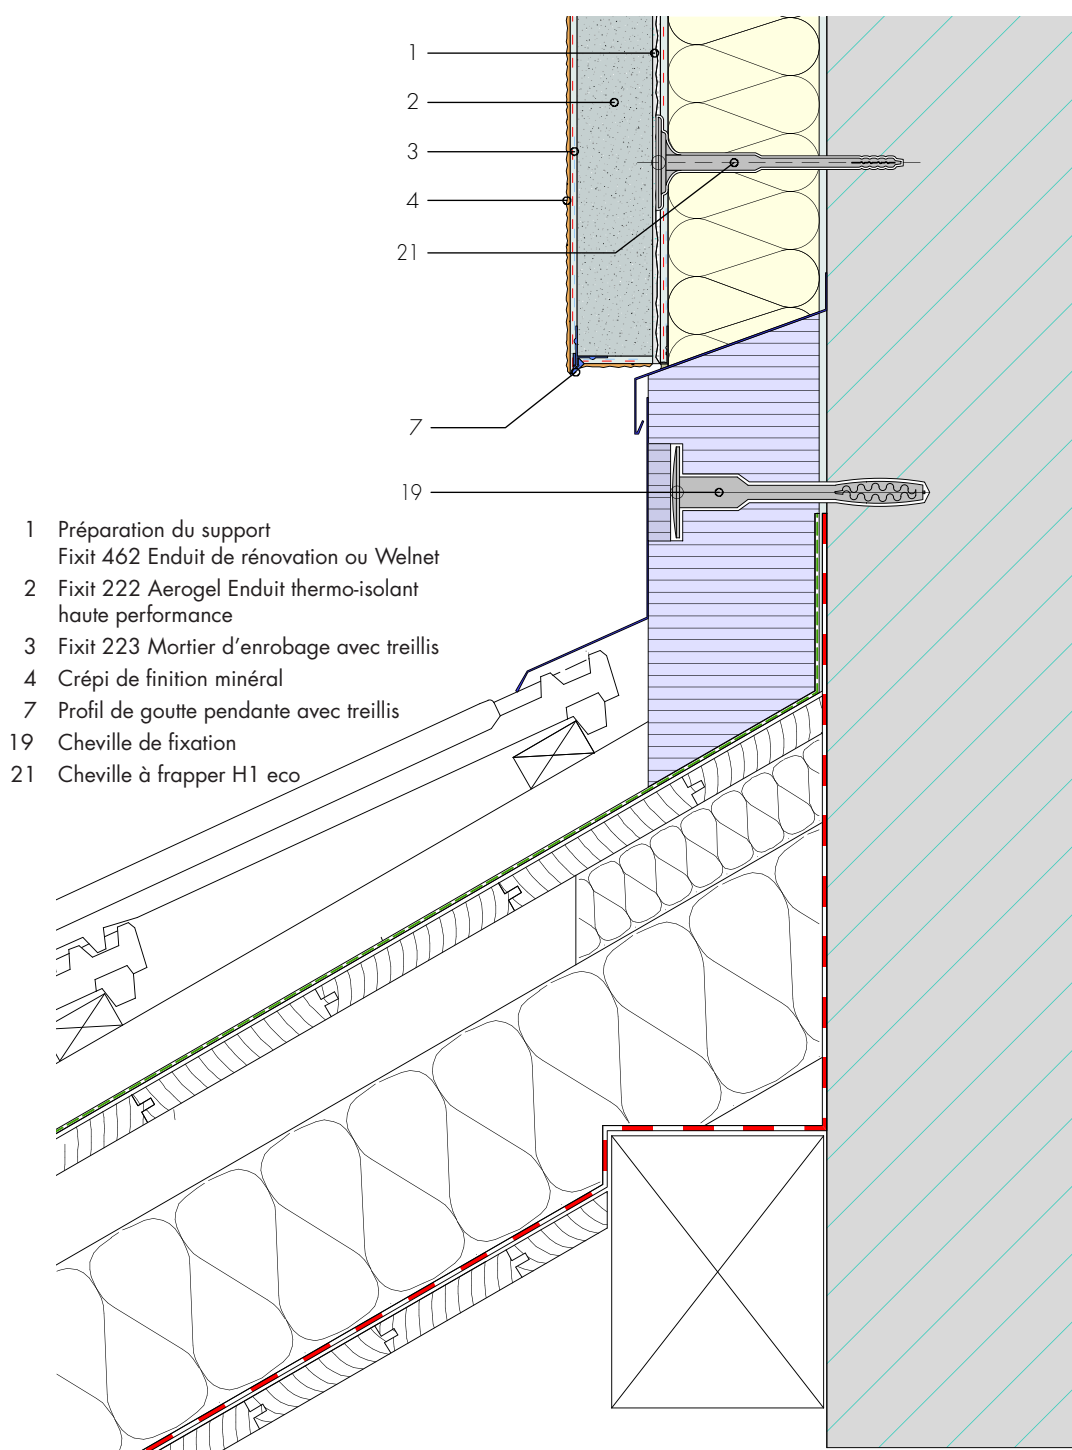 1
2
3
4
21
7
19
1 Préparation du support
Fixit 462 Enduit de rénovation ou Welnet
2 Fixit 222 Aerogel Enduit thermo-isolant
haute performance
3 Fixit 223 Mortier d’enrobage avec treillis
4 Crépi de finition minéral
7 Profil de goutte pendante avec treillis
19 Cheville de fixation
21 Cheville à frapper H1 eco